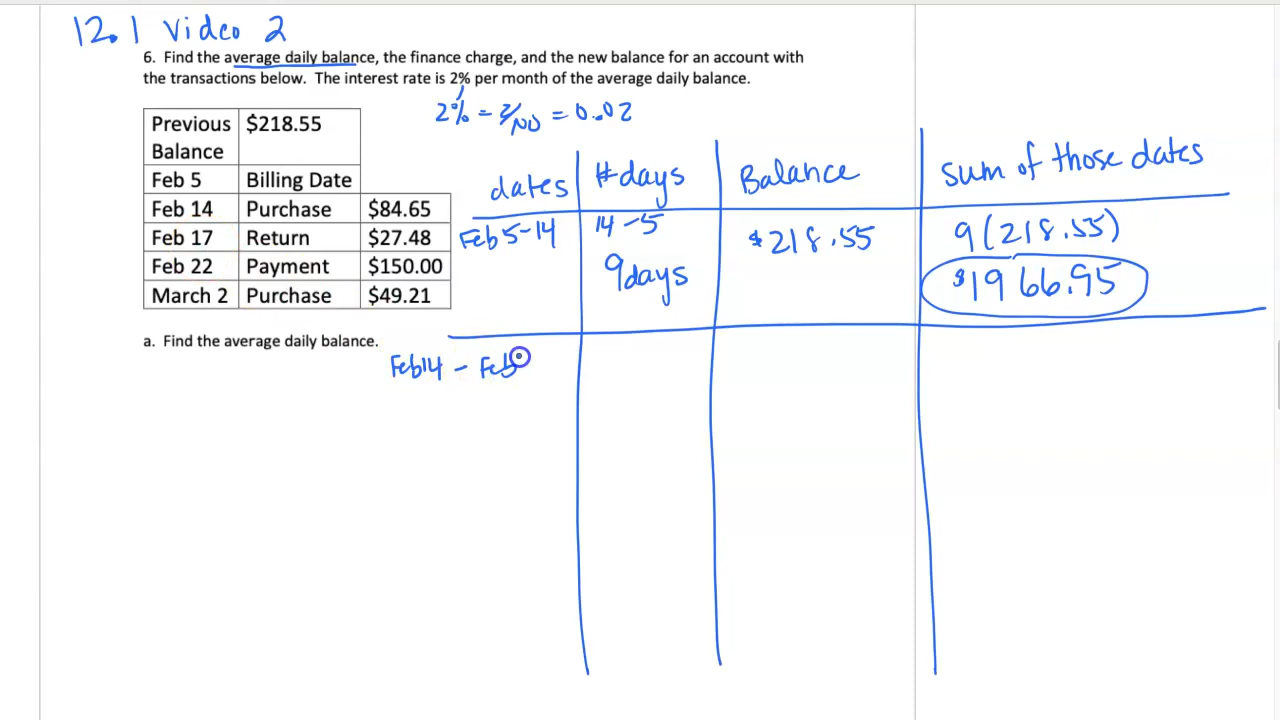 12.1 Video 2
6. Find the average daily balance, the finance charge, and the new balance for an account with
the transactions below. The interest rate is 2% per month of the average daily balance.
2% = 2/100 = 0.02
Previous Balance $218.55
Feb 5 Billing Date
Feb 14 Purchase $84.65
Feb 17 Return $27.48
Feb 22 Payment $150.00
March 2 Purchase $49.21
a. Find the average daily balance.
dates # days Balance sum of those dates
Feb 5-14 14-5 $218.55 9(218.55)
9 days $1966.95
Feb 14 - Feb